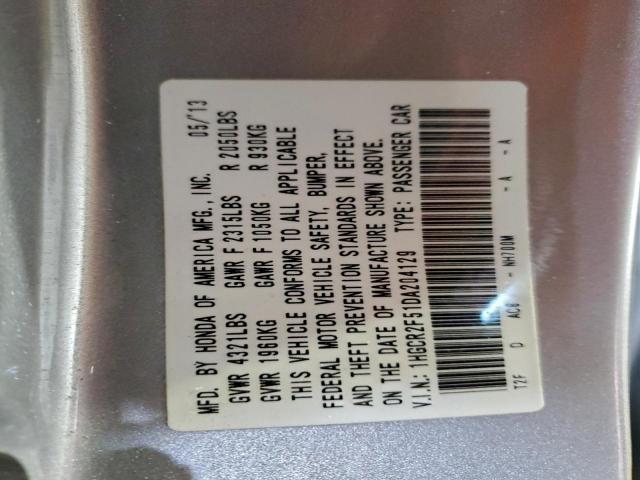 MFD. BY HONDA OF AMERICA MFG., INC. 05/'13
GVWR 4321LBS GAWR F 2315LBS R 2050LBS
GVWR 1960KG GAWR F 1050KG R 930KG
THIS VEHICLE CONFORMS TO ALL APPLICABLE
FEDERAL MOTOR VEHICLE SAFETY, BUMPER,
AND THEFT PREVENTION STANDARDS IN EFFECT
ON THE DATE OF MANUFACTURE SHOWN ABOVE.
V.I.N.: 1HGCR2F51DA204129 TYPE: PASSENGER CAR
T2F D NH700M - A - A